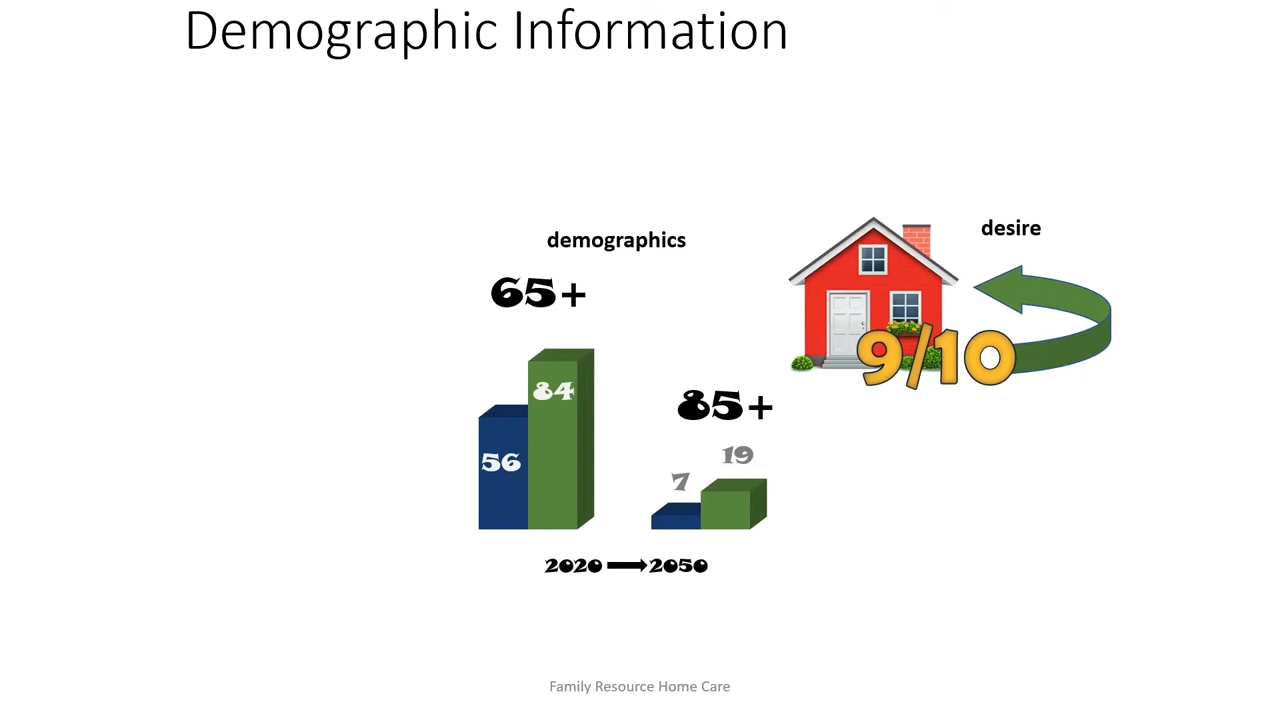 Demographic Information
demographics
desire
65+
9/10
84
85+
56
19
7
2020
2050
Family Resource Home Care